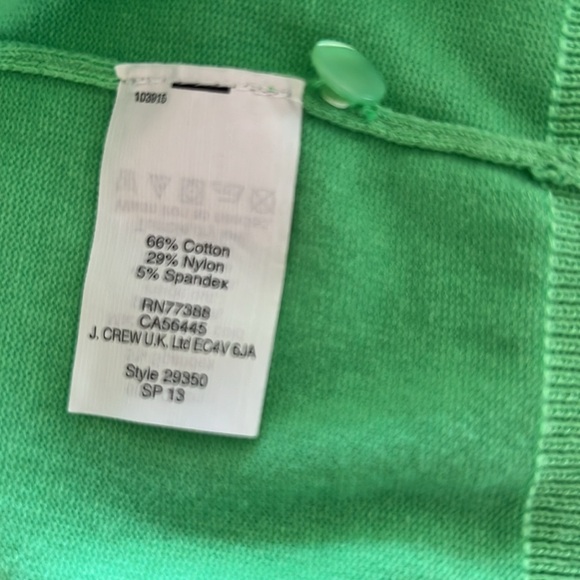 103915
66% Cotton
29% Nylon
5% Spandex
RN77388
CA56445
J. CREW U.K. Ltd EC4V 6JA
Style 29350
SP 13